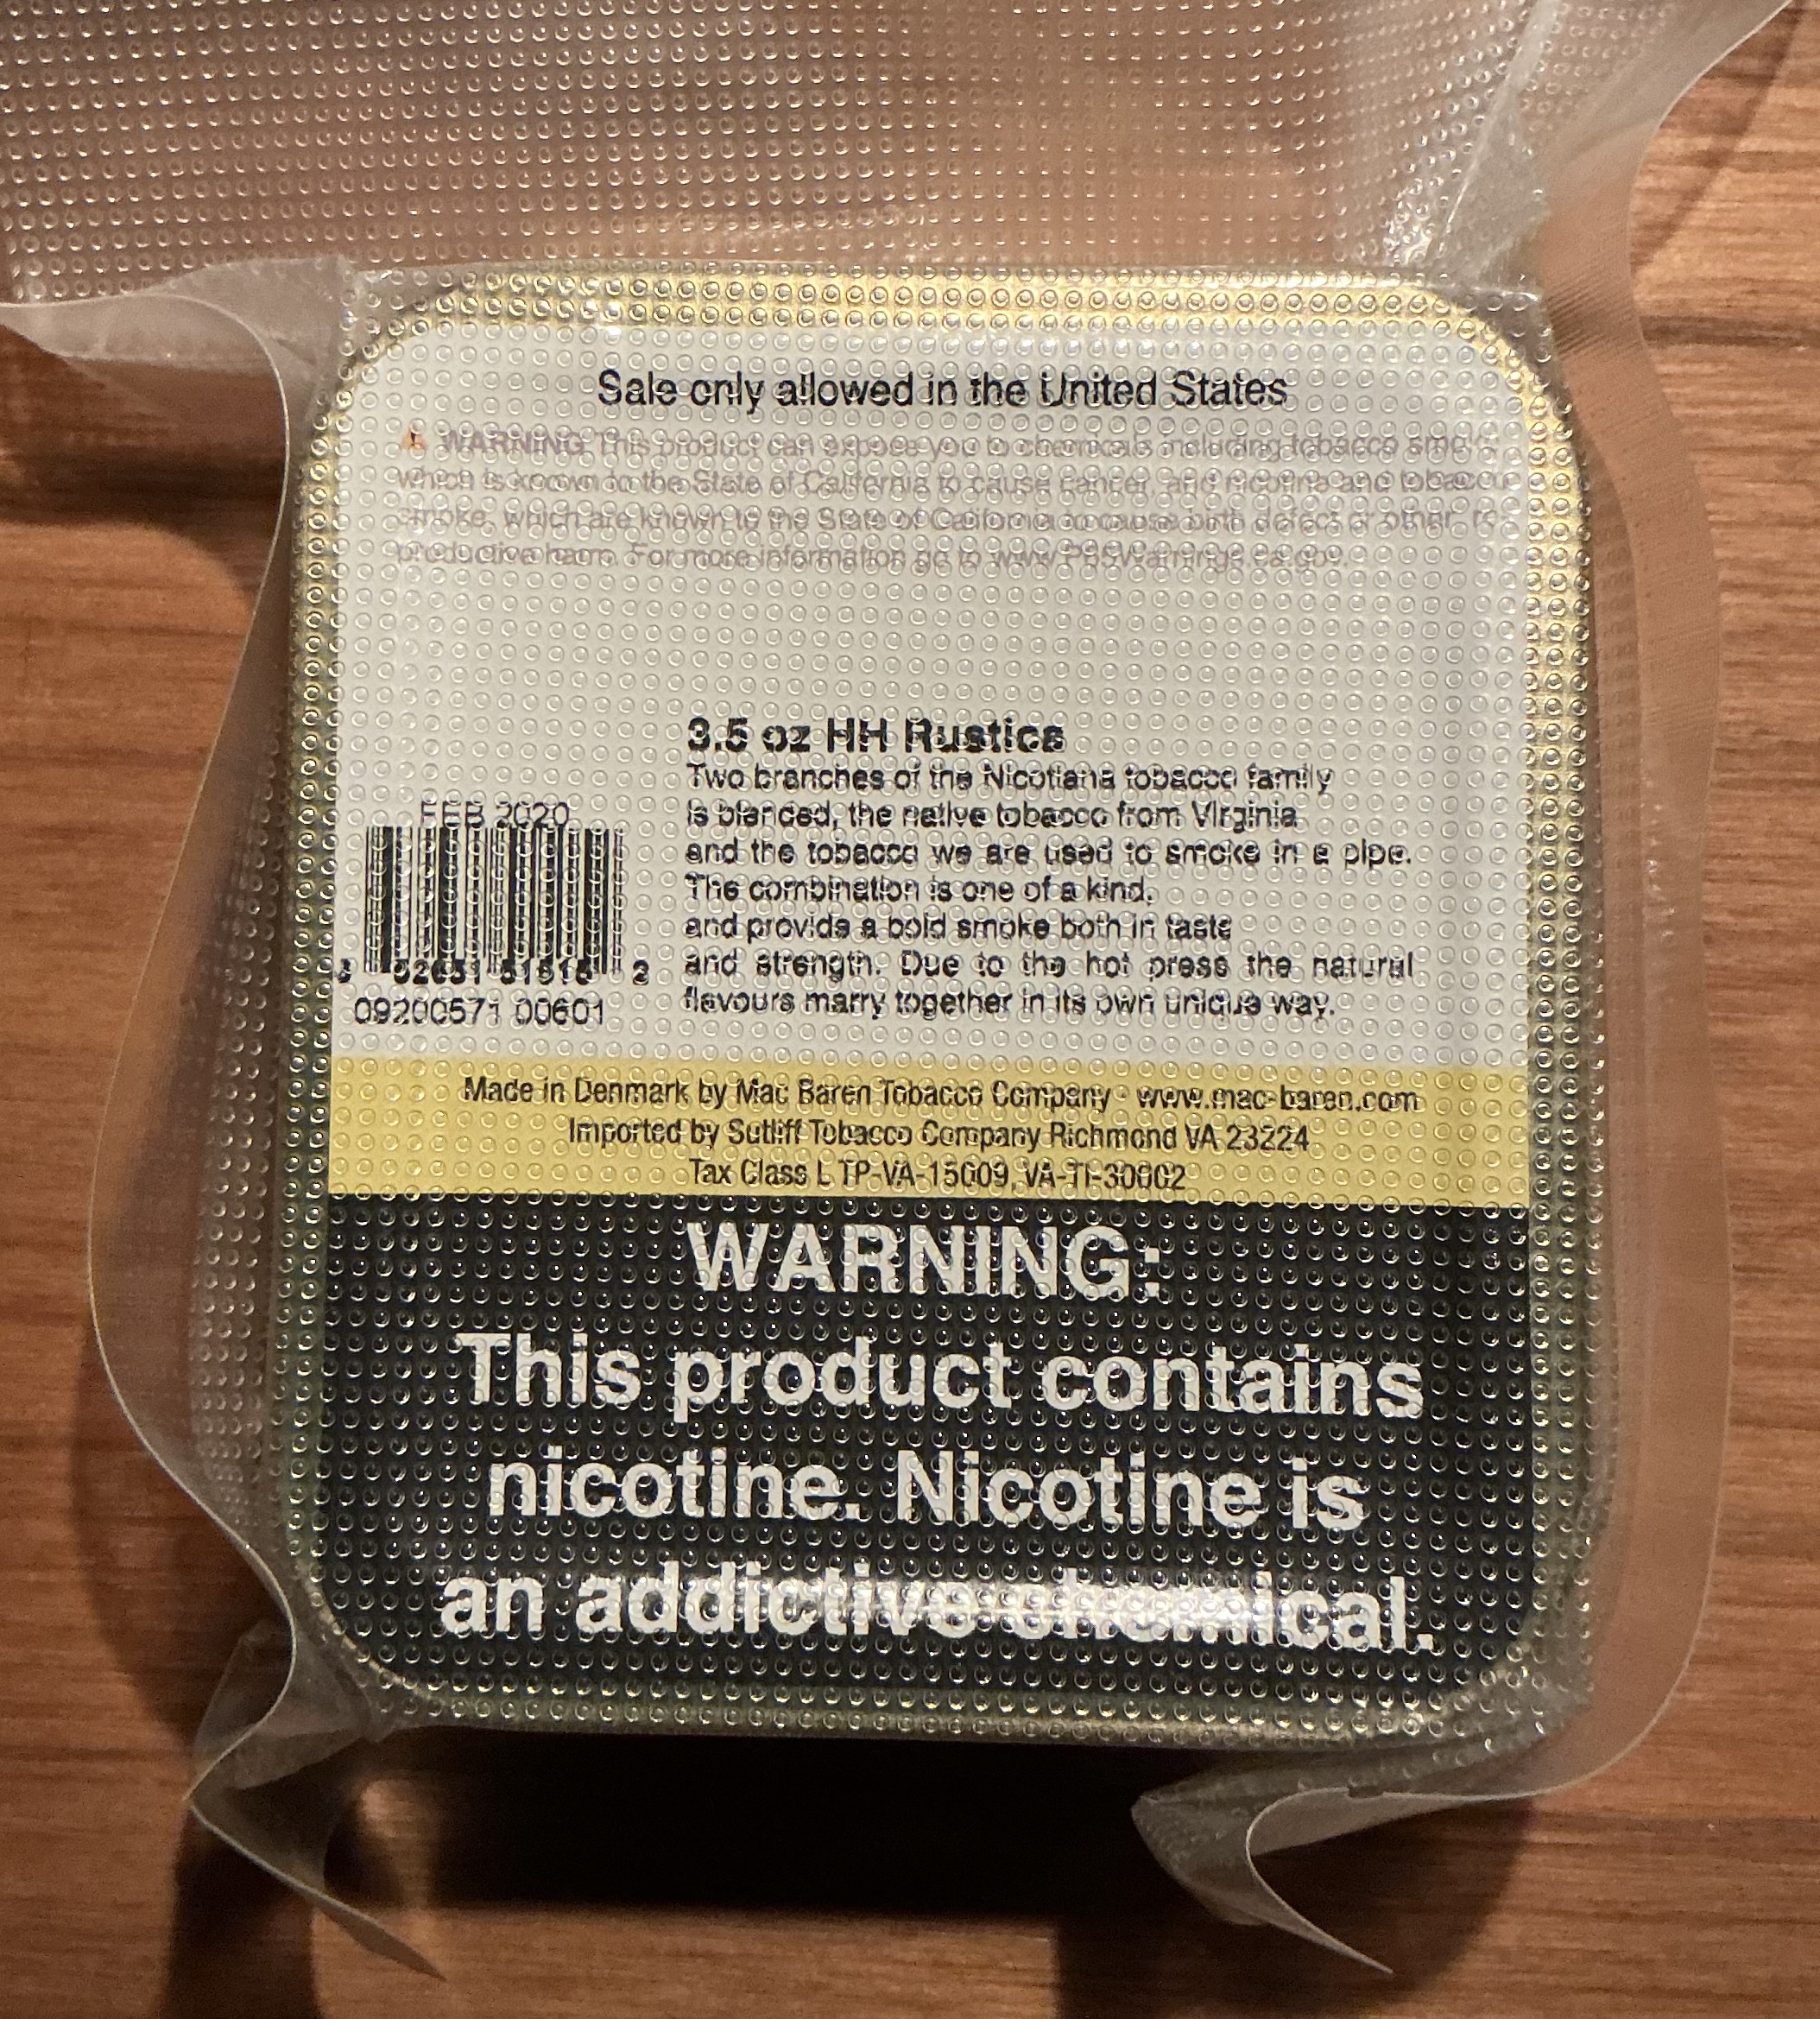 Sale only allowed in the United States
⚠ WARNING This product can expose you to chemicals including tobacco smoke,
which is known to the State of California to cause cancer, and nicotine and tobacco
smoke, which are known to the State of California to cause birth defect or other re-
productive harm. For more information go to www.P65Warnings.ca.gov.
3.5 oz HH Rustica
Two branches of the Nicotiana tobacco family
is blended, the native tobacco from Virginia
and the tobacco we are used to smoke in a pipe.
The combination is one of a kind,
and provide a bold smoke both in taste
and strength. Due to the hot press the natural
flavours marry together in its own unique way.
FEB 2020
2
09200571 00601
Made in Denmark by Mac Baren Tobacco Company · www.mac-baren.com
Imported by Sutliff Tobacco Company Richmond VA 23224
Tax Class L TP-VA-15009, VA-TI-30002
WARNING:
This product contains
nicotine. Nicotine is
an addictive chemical.